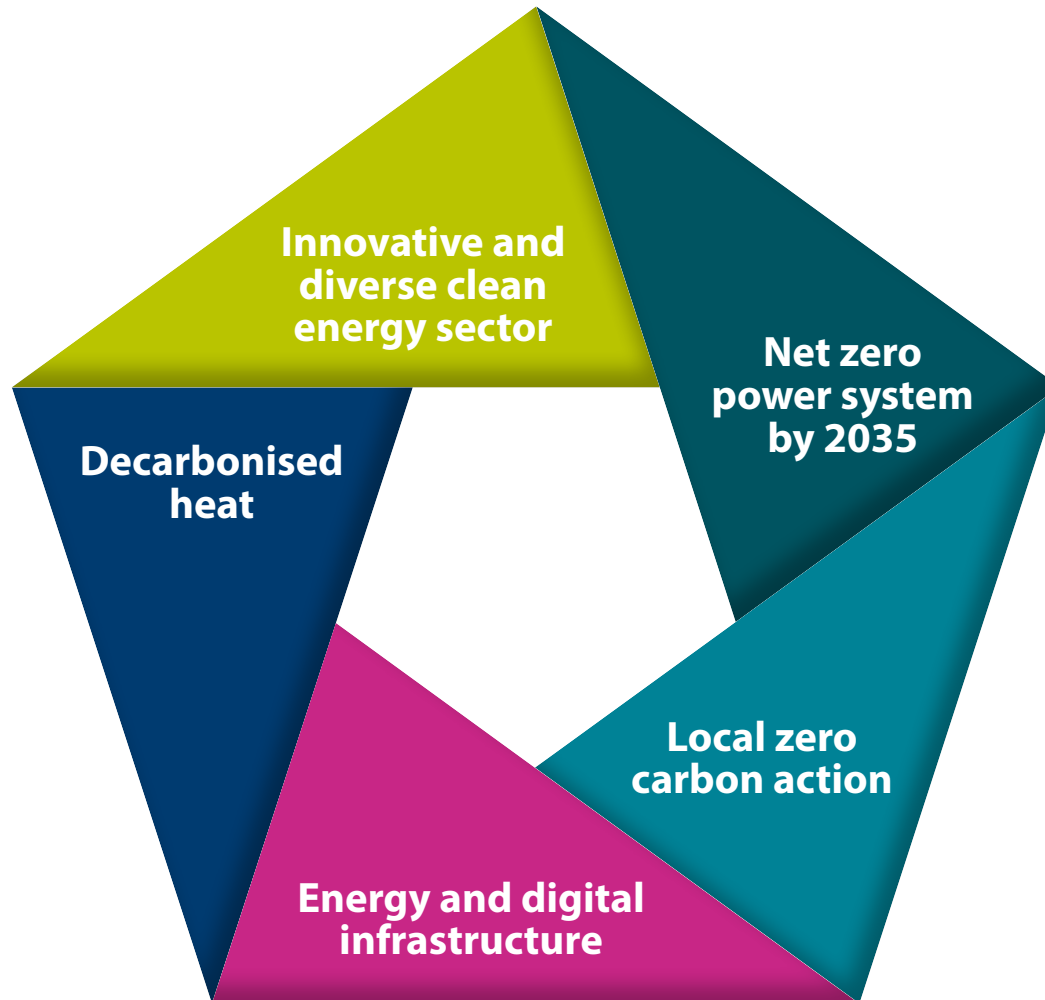 Innovative and
diverse clean
energy sector
Net zero
power system
by 2035
Decarbonised
heat
Local zero
carbon action
Energy and digital
infrastructure